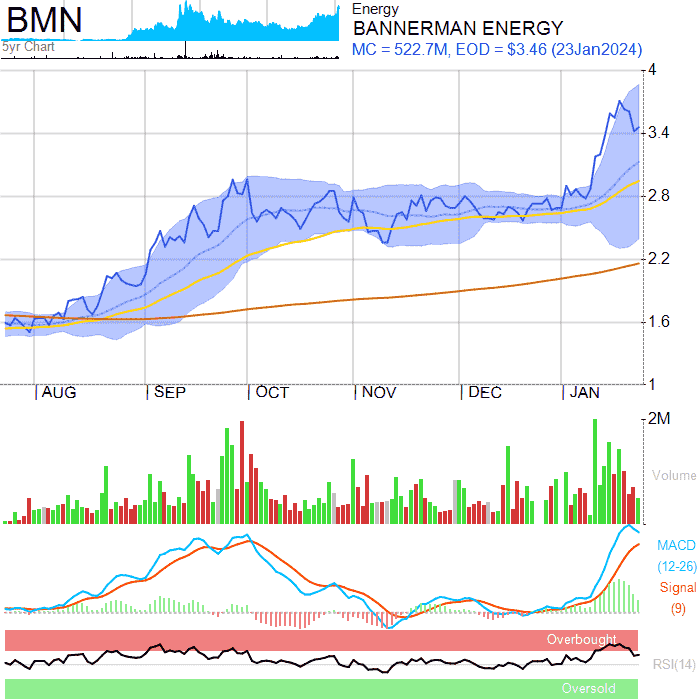 BMN
5yr Chart
Energy
BANNERMAN ENERGY
MC = 522.7M, EOD = $3.46 (23Jan2024)
4
3.4
2.8
2.2
1.6
1
AUG SEP OCT NOV DEC JAN
2M
Volume
MACD
(12-26)
Signal
(9)
Overbought
RSI(14)
Oversold